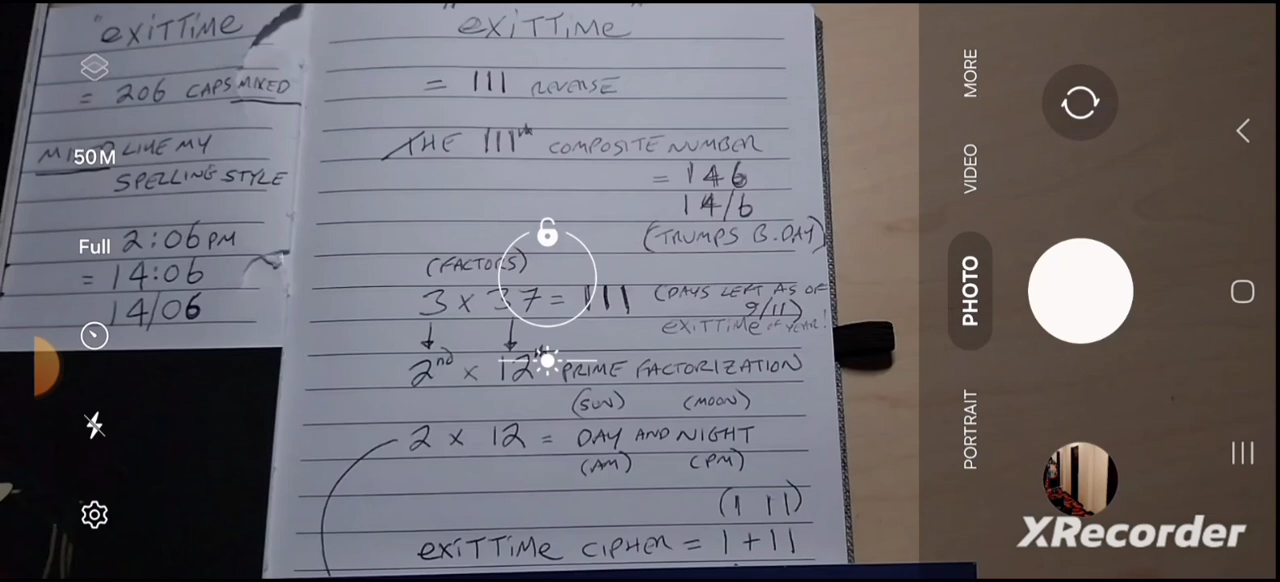 "exiTTiMe
= 206 CAPS MIXED
LIKE MY
SPELLING STYLE
2:06 PM
= 14:06
14/06
"exiTTiMe"
= 111 REVERSE
THE 111th COMPOSITE NUMBER
= 146
14/6
(TRUMPS B.DAY)
(FACTORS)
3 x 37 = 111 (DAYS LEFT AS OF
9/11)
exiTTiMe OF YEAR!
2nd x 12th PRIME FACTORIZATION
(SUN) (MOON)
2 x 12 = DAY AND NIGHT
(AM) (PM)
(1 11)
exiTTiMe CIPHER = 1+11
50M
Full
MORE
VIDEO
PHOTO
PORTRAIT
XRecorder